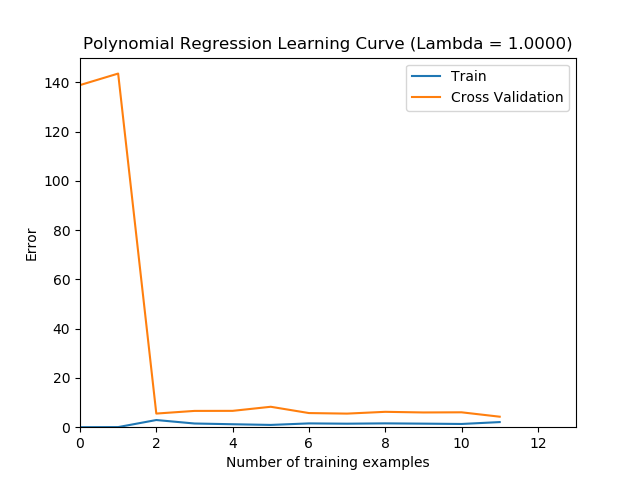 Polynomial Regression Learning Curve (Lambda = 1.0000)
Train
Cross Validation
140
120
100
80
60
40
20
0
Error
0 2 4 6 8 10 12
Number of training examples